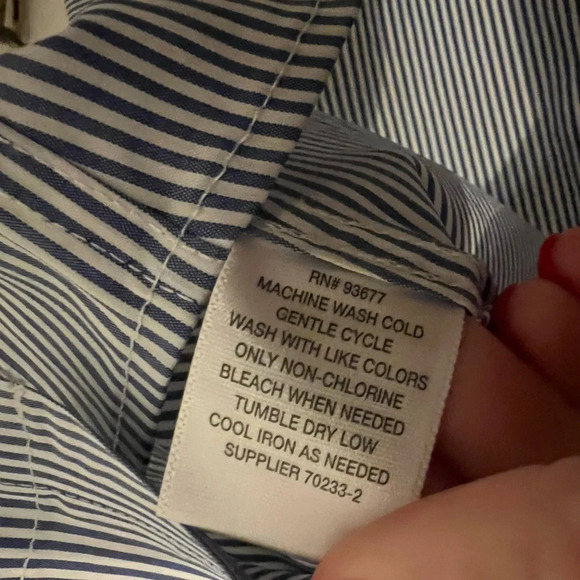 RN# 93677
MACHINE WASH COLD
GENTLE CYCLE
WASH WITH LIKE COLORS
ONLY NON-CHLORINE
BLEACH WHEN NEEDED
TUMBLE DRY LOW
COOL IRON AS NEEDED
SUPPLIER 70233-2